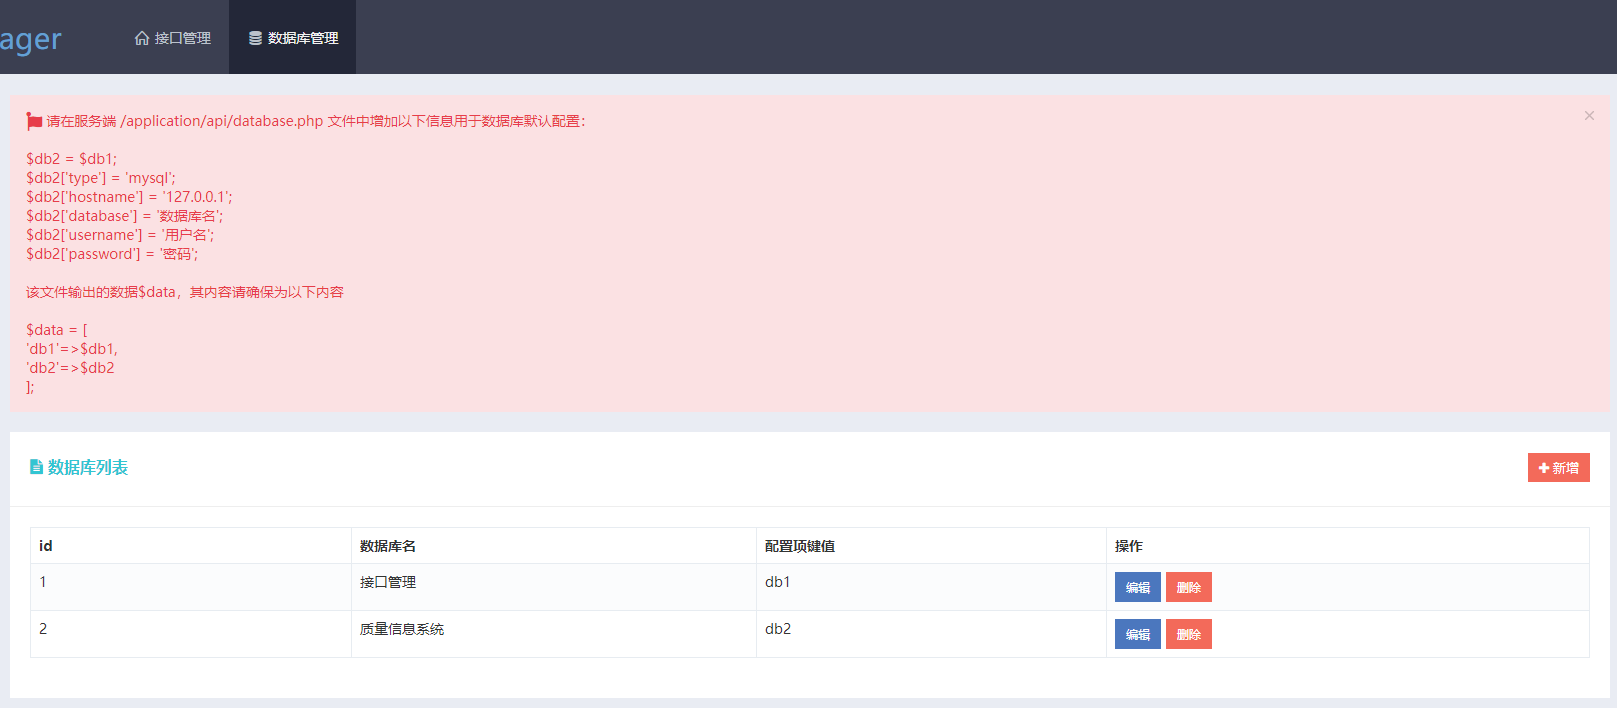 ager
接口管理
数据库管理
请在服务端 /application/api/database.php 文件中增加以下信息用于数据库默认配置：
×
$db2 = $db1;
$db2['type'] = 'mysql';
$db2['hostname'] = '127.0.0.1';
$db2['database'] = '数据库名';
$db2['username'] = '用户名';
$db2['password'] = '密码';
该文件输出的数据$data，其内容请确保为以下内容
$data = [
'db1'=>$db1,
'db2'=>$db2
];
数据库列表
新增
id 数据库名 配置项键值 操作
1 接口管理 db1 编辑 删除
2 质量信息系统 db2 编辑 删除